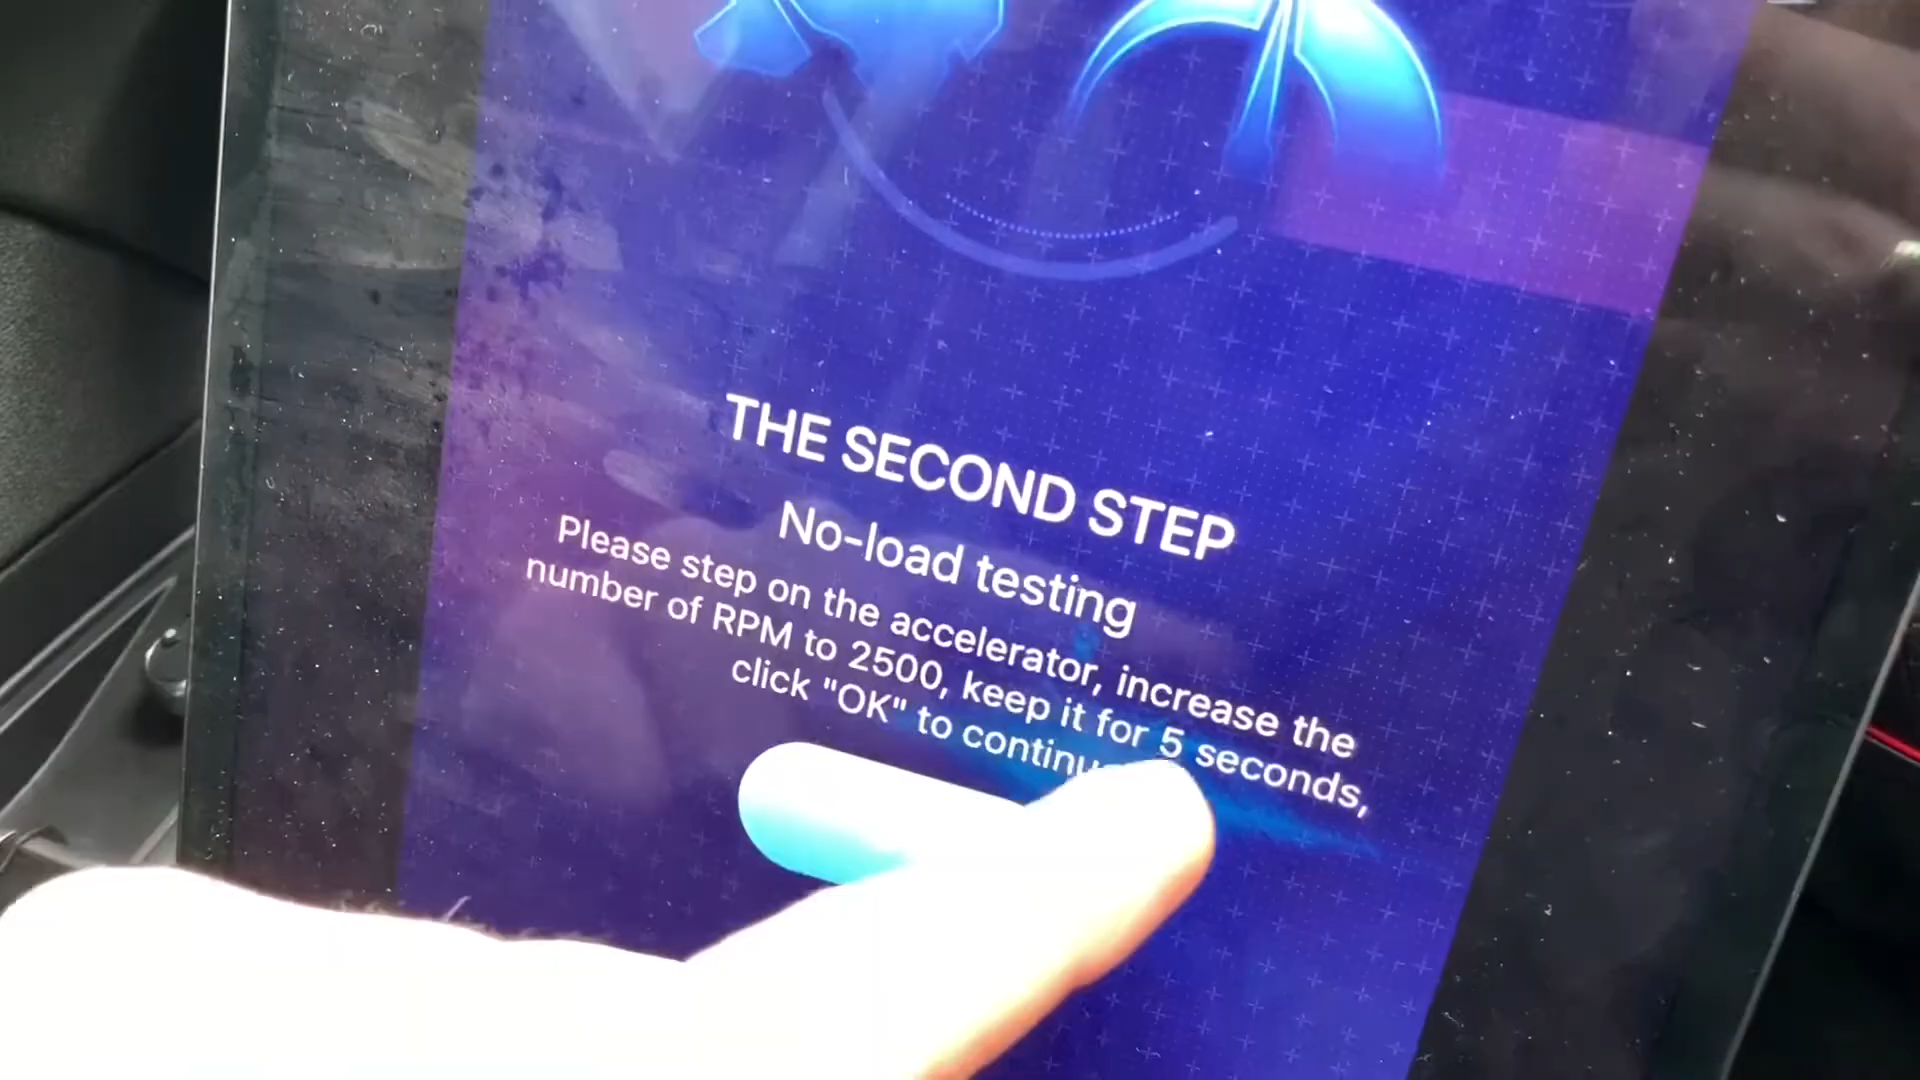 THE SECOND STEP
No-load testing
Please step on the accelerator, increase the
number of RPM to 2500, keep it for 5 seconds,
click "OK" to